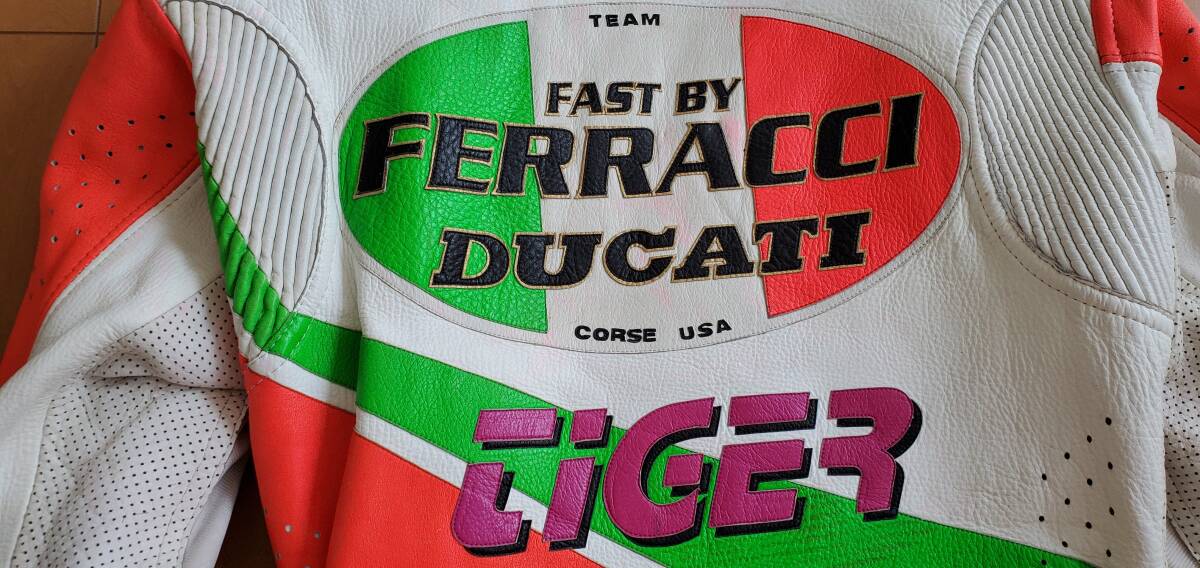 TEAM
FAST BY
FERRACCI
DUCATI
CORSE USA
TiGER